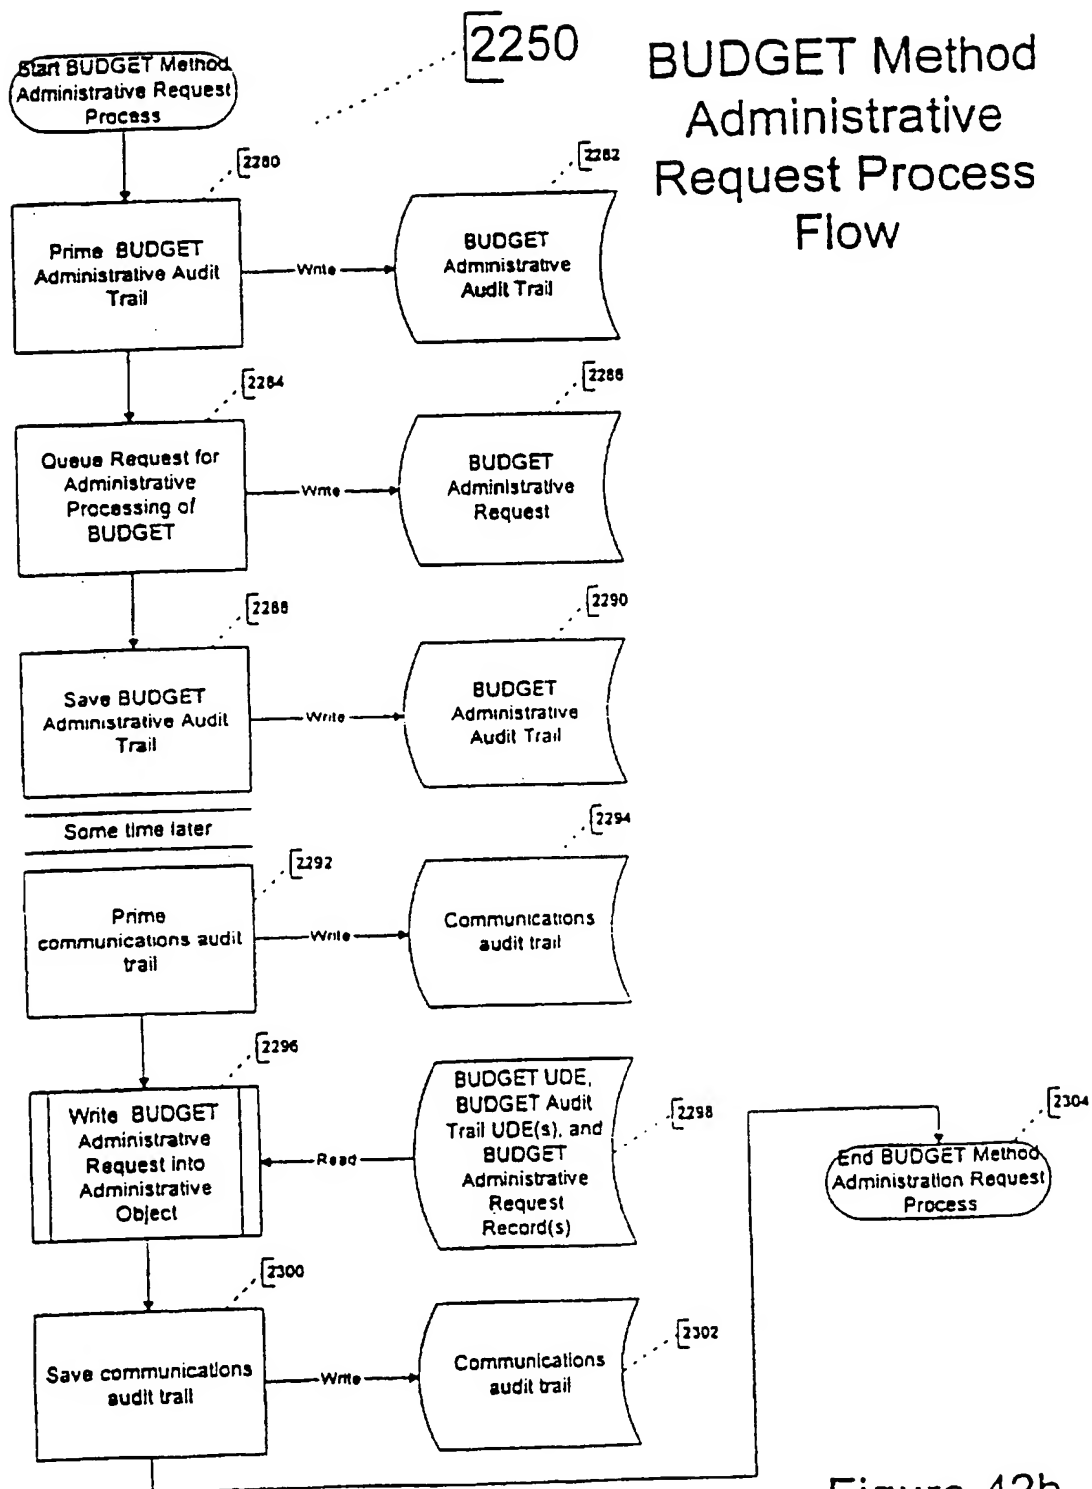 2250
BUDGET Method
Administrative
Request Process
Flow
Start BUDGET Method
Administrative Request
Process
2280
Prime BUDGET
Administrative Audit
Trail
Write
2282
BUDGET
Administrative
Audit Trail
2284
Queue Request for
Administrative
Processing of
BUDGET
Write
2286
BUDGET
Administrative
Request
2288
Save BUDGET
Administrative Audit
Trail
Write
2290
BUDGET
Administrative
Audit Trail
Some time later
2292
Prime
communications audit
trail
Write
2294
Communications
audit trail
2296
Write BUDGET
Administrative
Request into
Administrative
Object
Read
BUDGET UDE,
BUDGET Audit
Trail UDE(s), and
BUDGET
Administrative
Request
Record(s)
2298
2300
Save communications
audit trail
Write
Communications
audit trail
2302
2304
End BUDGET Method
Administration Request
Process
Figure 42b